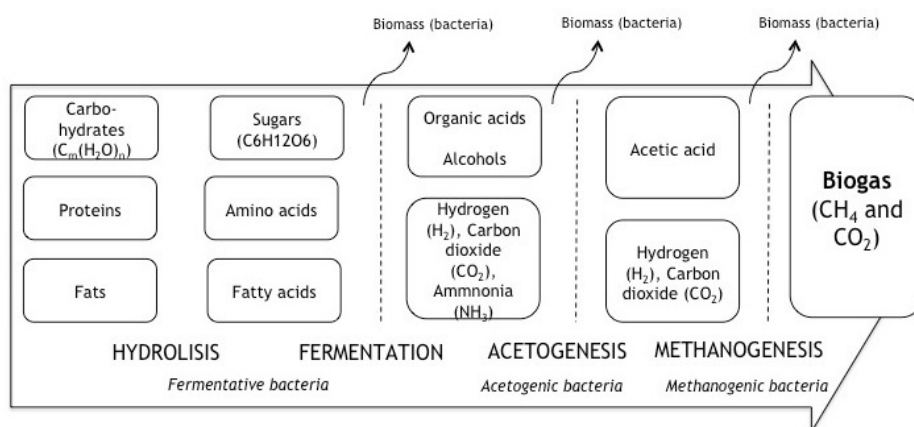 Biomass (bacteria)
Biomass (bacteria)
Biomass (bacteria)
Carbo-
hydrates
(Cₘ(H₂O)ₙ)
Sugars
(C6H12O6)
Organic acids
Alcohols
Acetic acid
Biogas
(CH₄ and
CO₂)
Proteins
Amino acids
Hydrogen
(H₂), Carbon
dioxide
(CO₂),
Ammnonia
(NH₃)
Hydrogen
(H₂), Carbon
dioxide (CO₂)
Fats
Fatty acids
HYDROLISIS
FERMENTATION
ACETOGENESIS
METHANOGENESIS
Fermentative bacteria
Acetogenic bacteria
Methanogenic bacteria